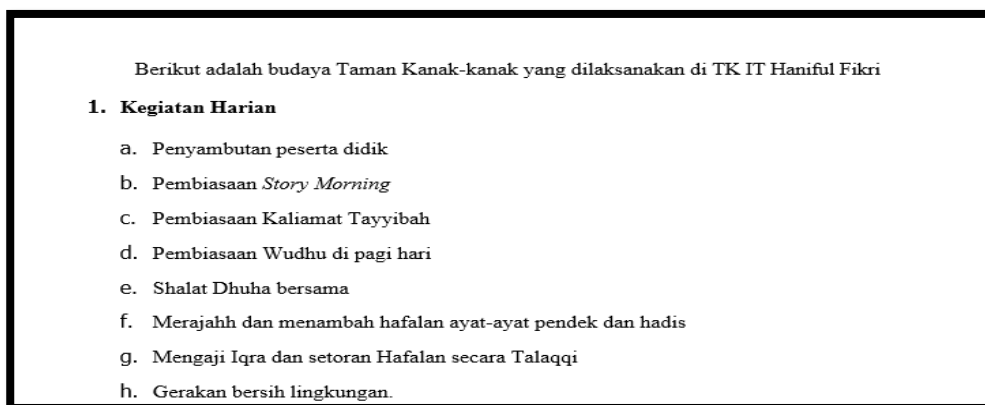 Berikut adalah budaya Taman Kanak-kanak yang dilaksanakan di TK IT Haniful Fikri
1. Kegiatan Harian
a. Penyambutan peserta didik
b. Pembiasaan Story Morning
c. Pembiasaan Kaliamat Tayyibah
d. Pembiasaan Wudhu di pagi hari
e. Shalat Dhuha bersama
f. Merajahh dan menambah hafalan ayat-ayat pendek dan hadis
g. Mengaji Iqra dan setoran Hafalan secara Talaqqi
h. Gerakan bersih lingkungan.